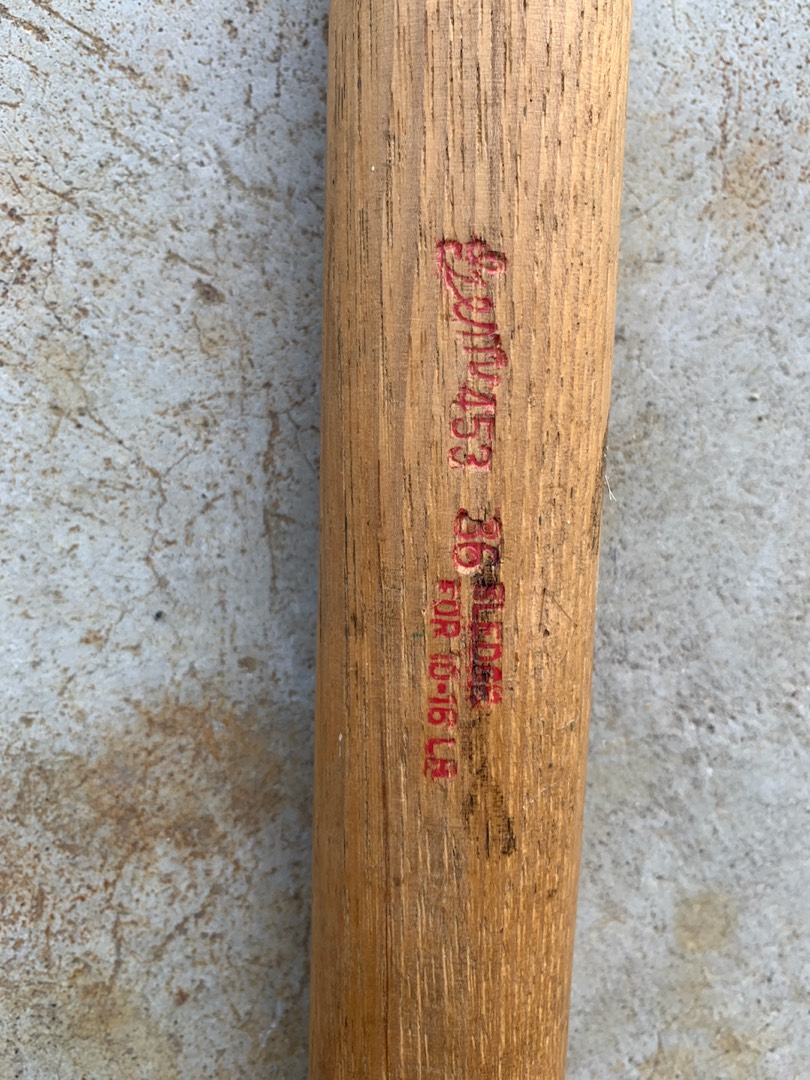 453 36 SLEDGE
FOR 10-16 LB